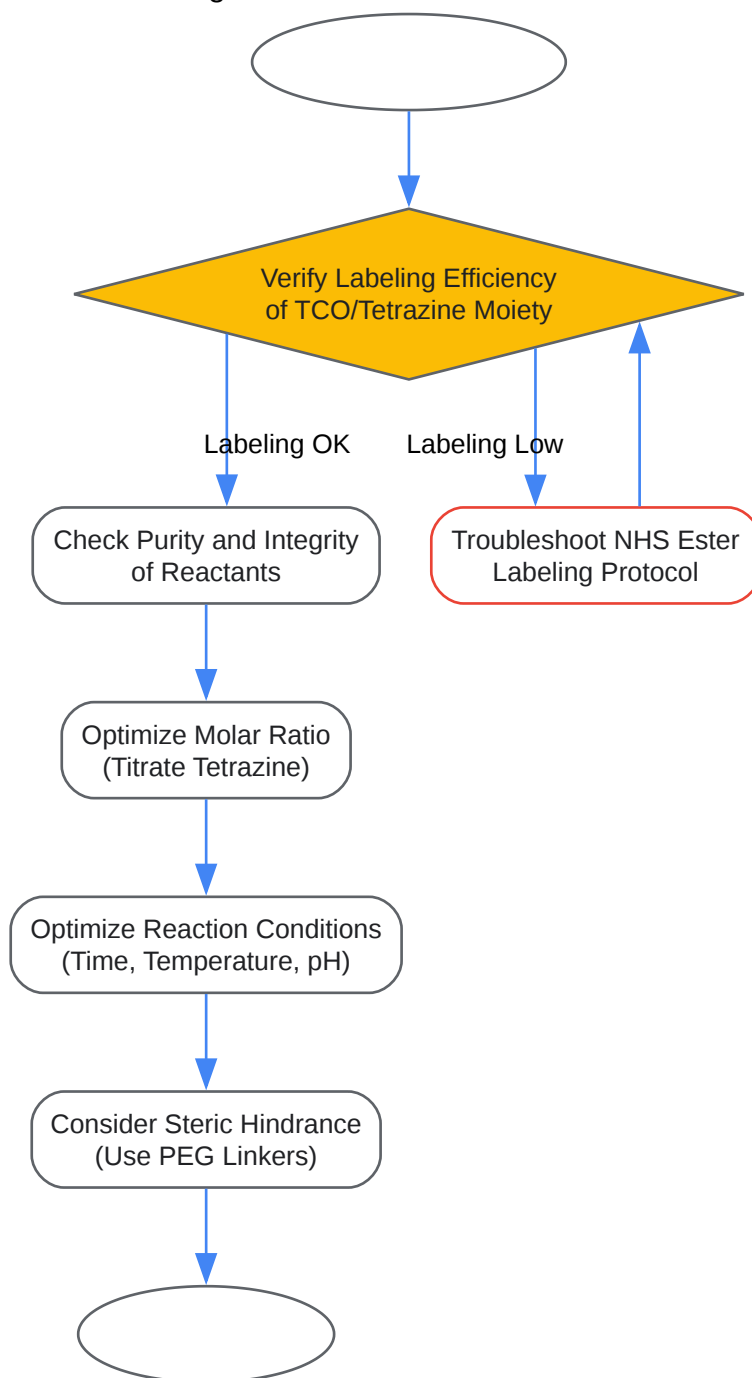 Verify Labeling Efficiency
of TCO/Tetrazine Moiety
Labeling OK
Labeling Low
Check Purity and Integrity
of Reactants
Troubleshoot NHS Ester
Labeling Protocol
Optimize Molar Ratio
(Titrate Tetrazine)
Optimize Reaction Conditions
(Time, Temperature, pH)
Consider Steric Hindrance
(Use PEG Linkers)